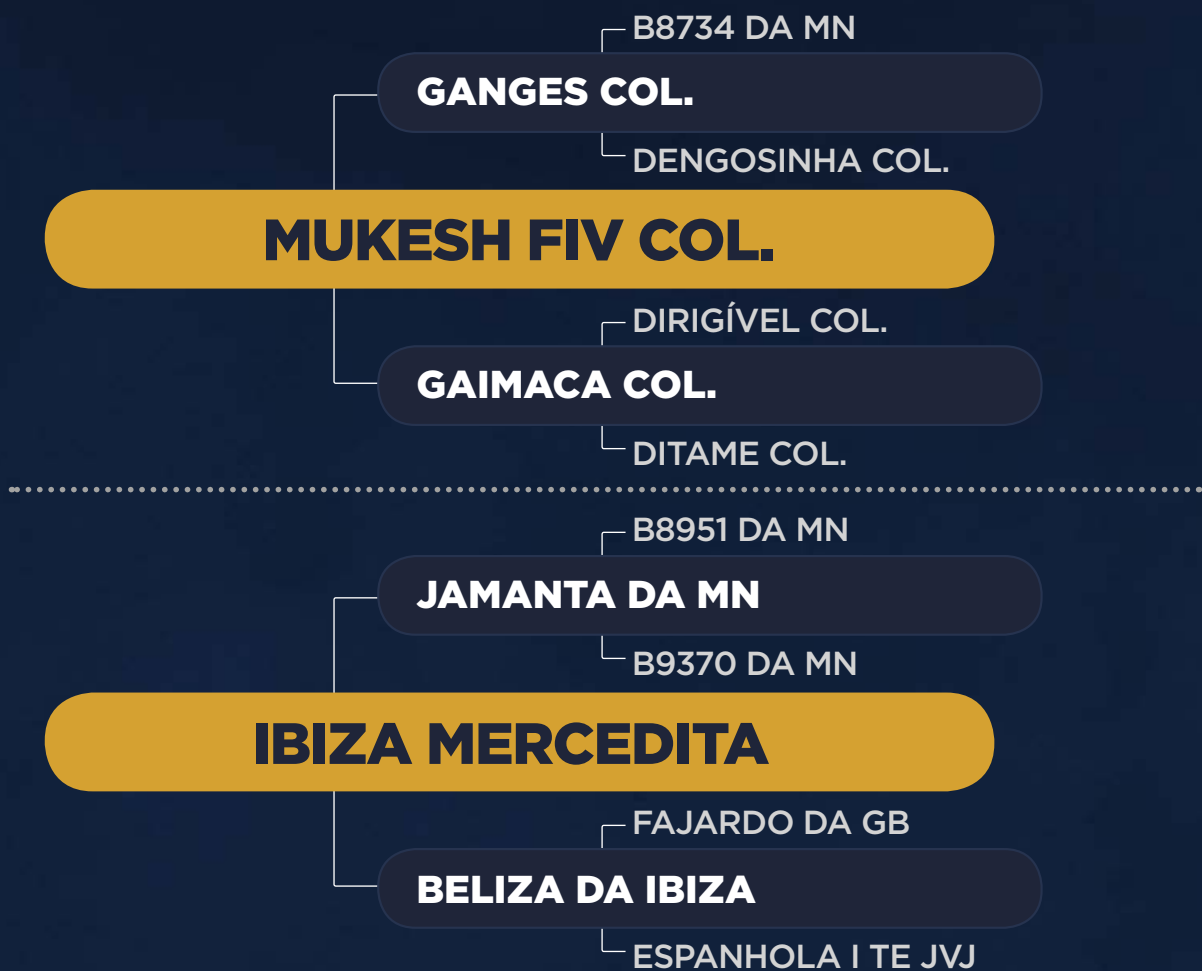 B8734 DA MN
GANGES COL.
DENGOSINHA COL.
MUKESH FIV COL.
DIRIGÍVEL COL.
GAIMACA COL.
DITAME COL.
B8951 DA MN
JAMANTA DA MN
B9370 DA MN
IBIZA MERCEDITA
FAJARDO DA GB
BELIZA DA IBIZA
ESPANHOLA I TE JVJ